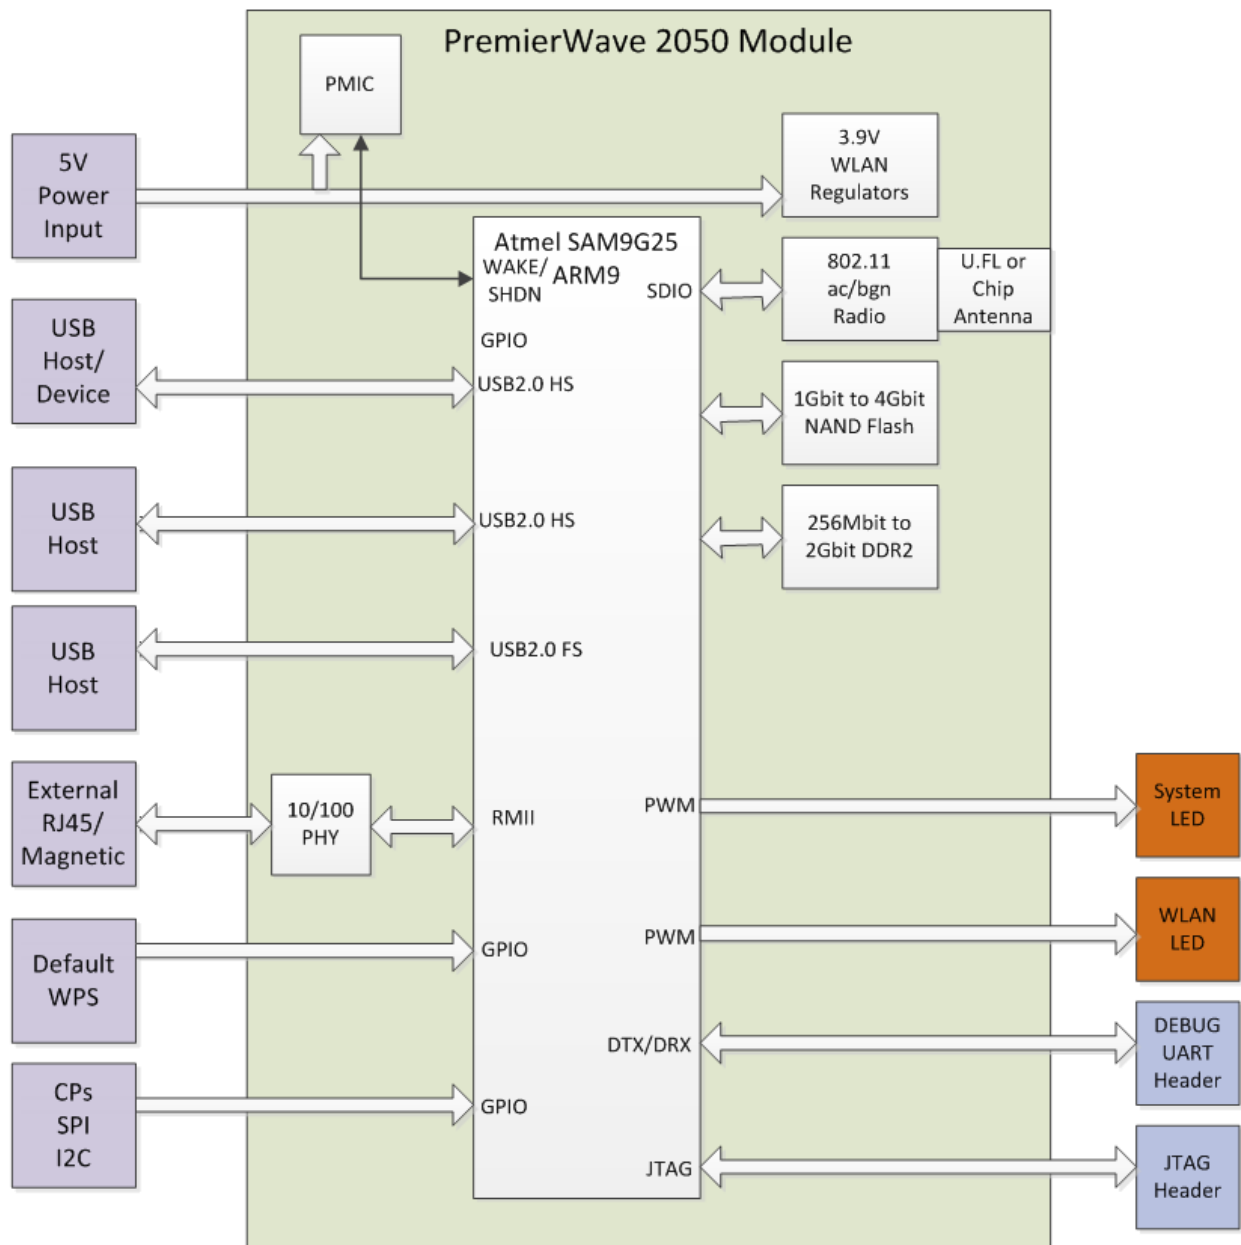 PremierWave 2050 Module
PMIC
5V
Power
Input
3.9V
WLAN
Regulators
Atmel SAM9G25
ARM9
WAKE/
SHDN
SDIO
802.11
ac/bgn
Radio
U.FL or
Chip
Antenna
USB
Host/
Device
GPIO
USB2.0 HS
1Gbit to 4Gbit
NAND Flash
USB
Host
USB2.0 HS
256Mbit to
2Gbit DDR2
USB
Host
USB2.0 FS
External
RJ45/
Magnetic
10/100
PHY
RMII
PWM
System
LED
Default
WPS
GPIO
PWM
WLAN
LED
DTX/DRX
DEBUG
UART
Header
CPs
SPI
I2C
GPIO
JTAG
JTAG
Header